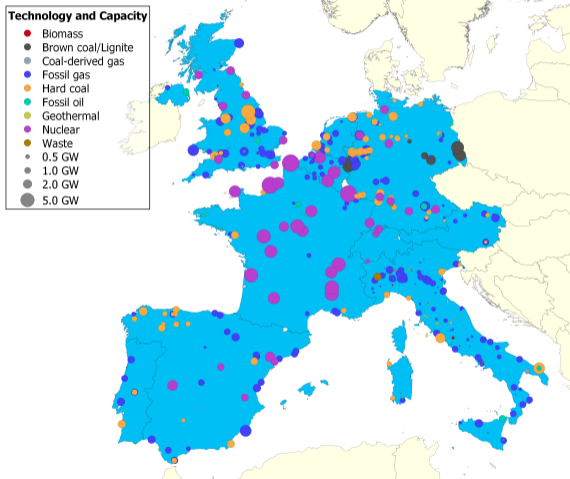 Technology and Capacity
Biomass
Brown coal/Lignite
Coal-derived gas
Fossil gas
Hard coal
Fossil oil
Geothermal
Nuclear
Waste
0.5 GW
1.0 GW
2.0 GW
5.0 GW